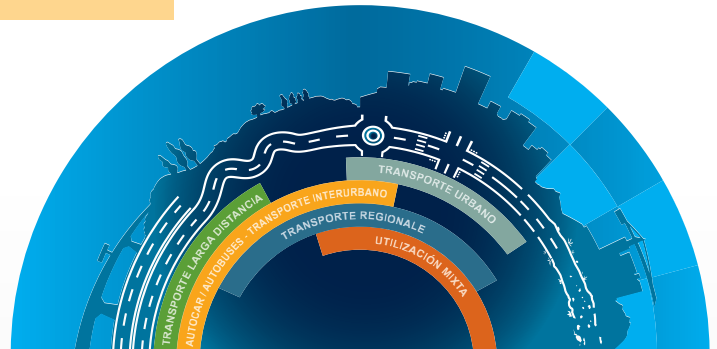 TRANSPORTE LARGA DISTANCIA
AUTOCAR / AUTOBUSES - TRANSPORTE INTERURBANO
TRANSPORTE REGIONALE
TRANSPORTE URBANO
UTILIZACIÓN MIXTA